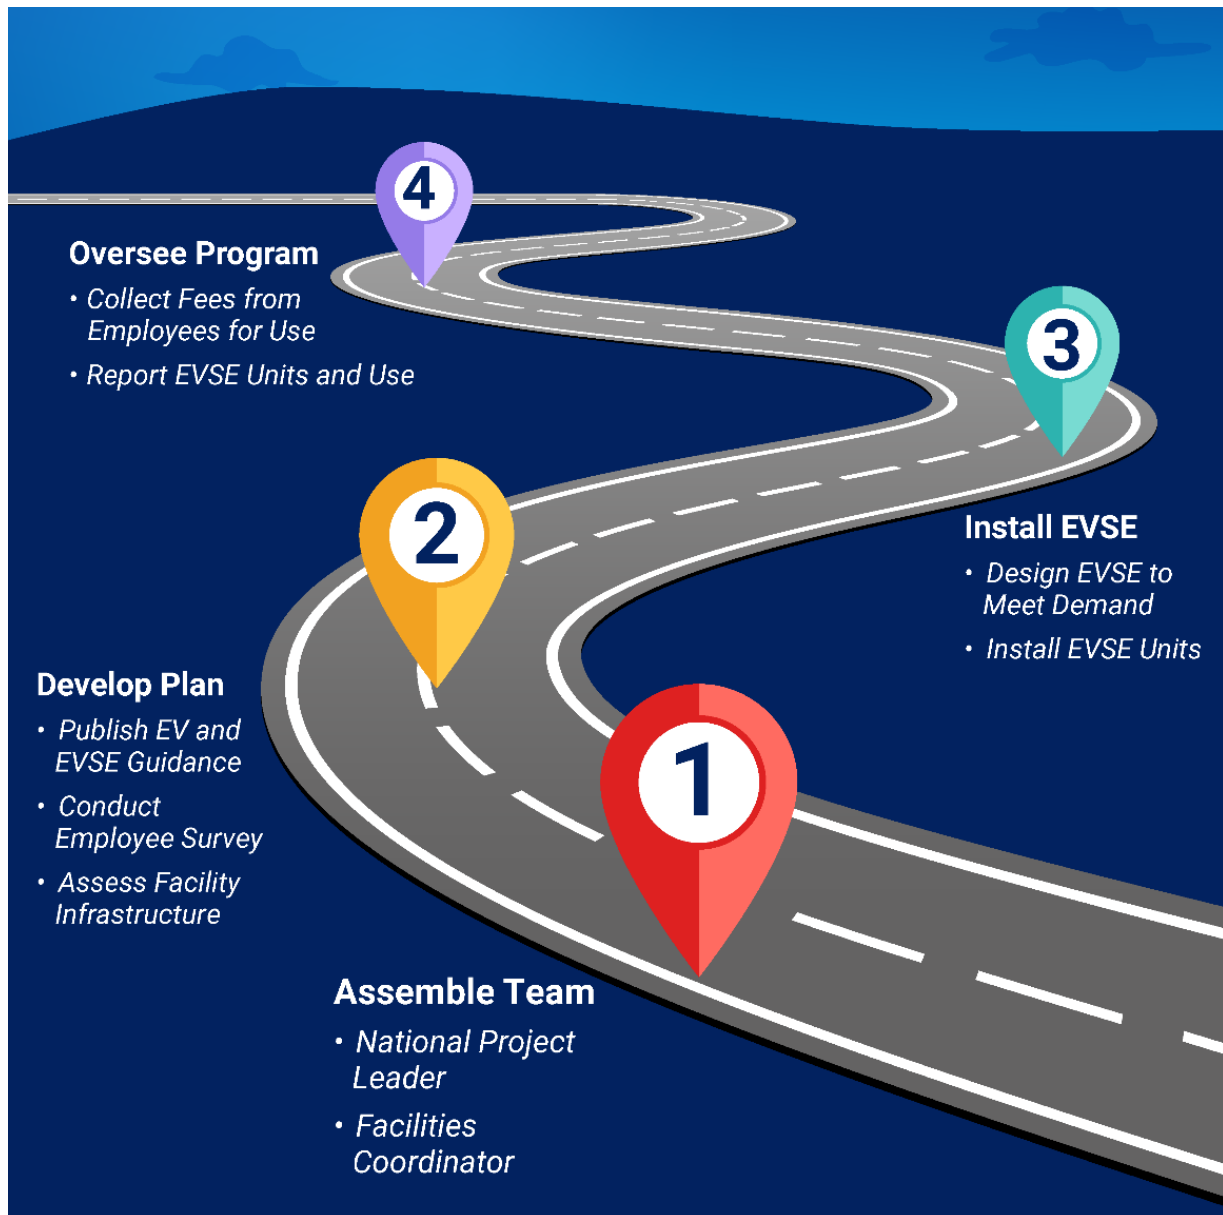 4
Oversee Program
• Collect Fees from
Employees for Use
• Report EVSE Units and Use
3
Install EVSE
• Design EVSE to
Meet Demand
• Install EVSE Units
2
Develop Plan
• Publish EV and
EVSE Guidance
• Conduct
Employee Survey
• Assess Facility
Infrastructure
1
Assemble Team
• National Project
Leader
• Facilities
Coordinator